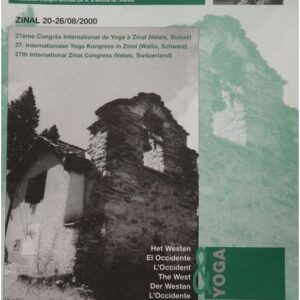 ZINAL 20-26/08/2000
27ème Congrès International de Yoga à Zinal (Valais, Suisse)
27. Internationaler Yoga Kongress in Zinal (Wallis, Schweiz)
27th International Zinal Congress (Valais, Switzerland)
Het Westen
El Occidente
L'Occident
The West
Der Westen
L'Occidente
YOGA